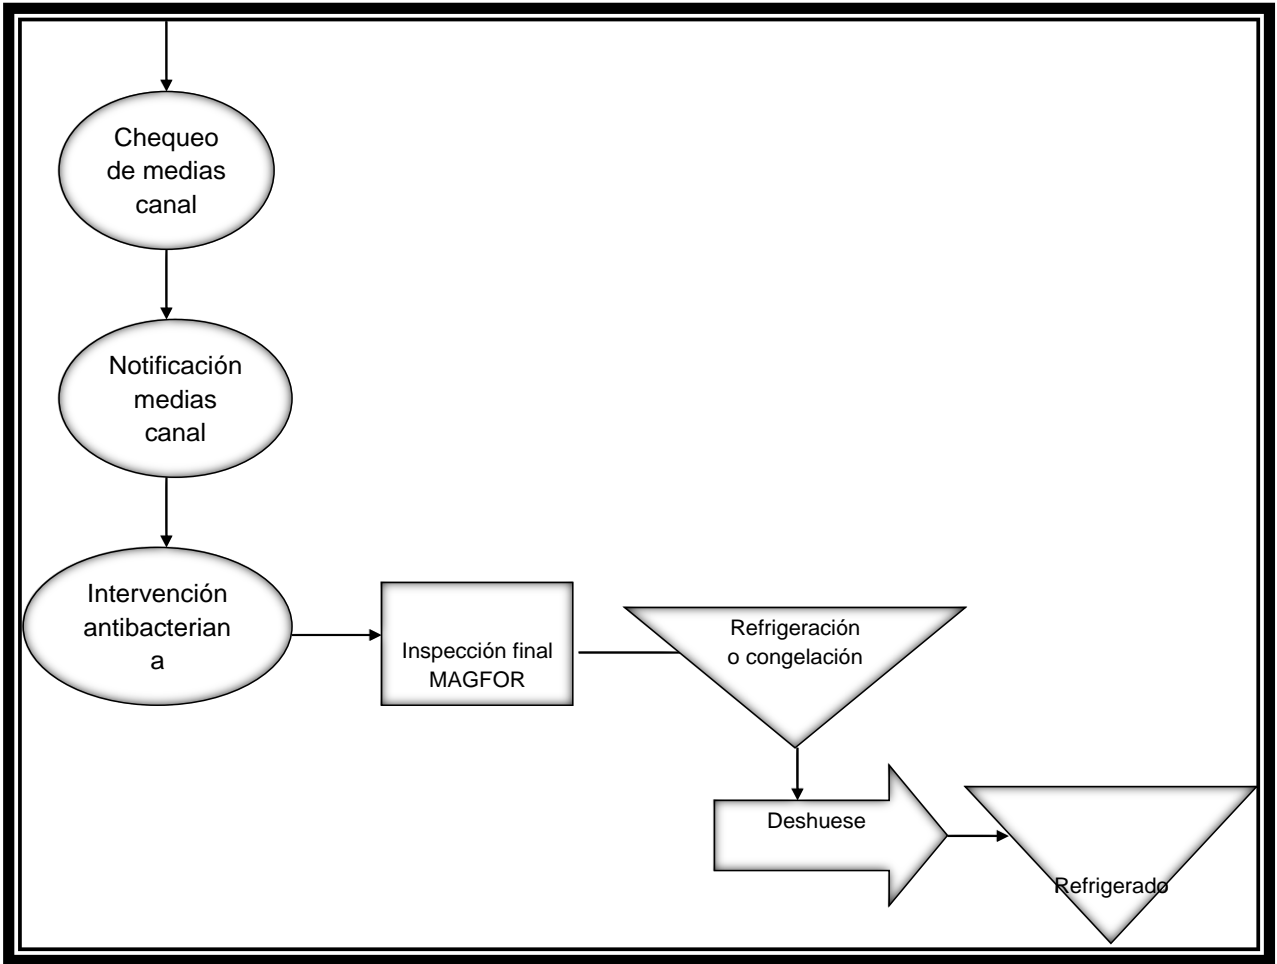 Chequeo
de medias
canal
Notificación
medias
canal
Intervención
antibacterian
a
Inspección final
MAGFOR
Refrigeración
o congelación
Deshuese
Refrigerado